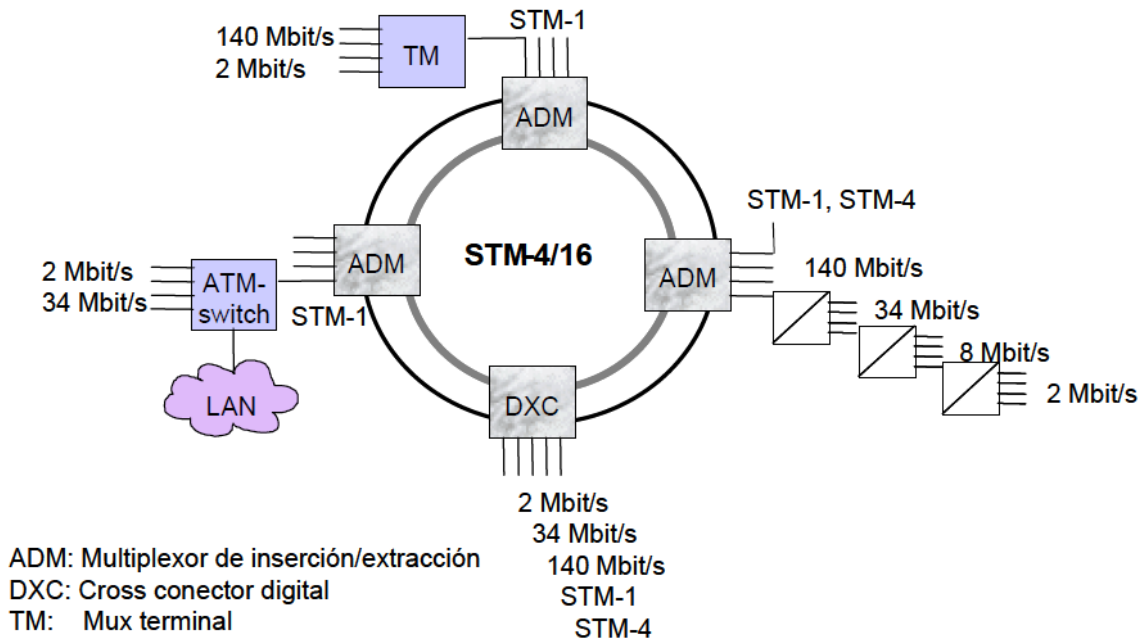 STM-1
140 Mbit/s
2 Mbit/s
TM
ADM
STM-1, STM-4
STM-4/16
ADM
ADM
2 Mbit/s
34 Mbit/s
ATM-
switch
STM-1
140 Mbit/s
34 Mbit/s
8 Mbit/s
2 Mbit/s
LAN
DXC
2 Mbit/s
34 Mbit/s
140 Mbit/s
STM-1
STM-4
ADM: Multiplexor de inserción/extracción
DXC: Cross conector digital
TM: Mux terminal